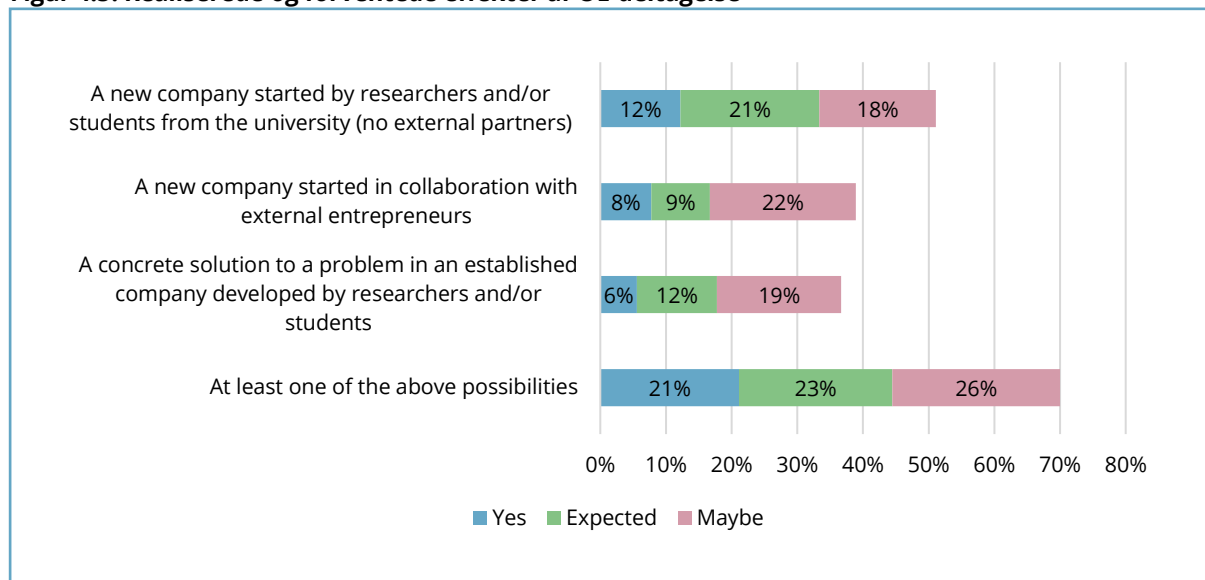 A new company started by researchers and/or
students from the university (no external partners)
12% 21% 18%
A new company started in collaboration with
external entrepreneurs
8% 9% 22%
A concrete solution to a problem in an established
company developed by researchers and/or
students
6% 12% 19%
At least one of the above possibilities
21% 23% 26%
0% 10% 20% 30% 40% 50% 60% 70% 80%
Yes Expected Maybe